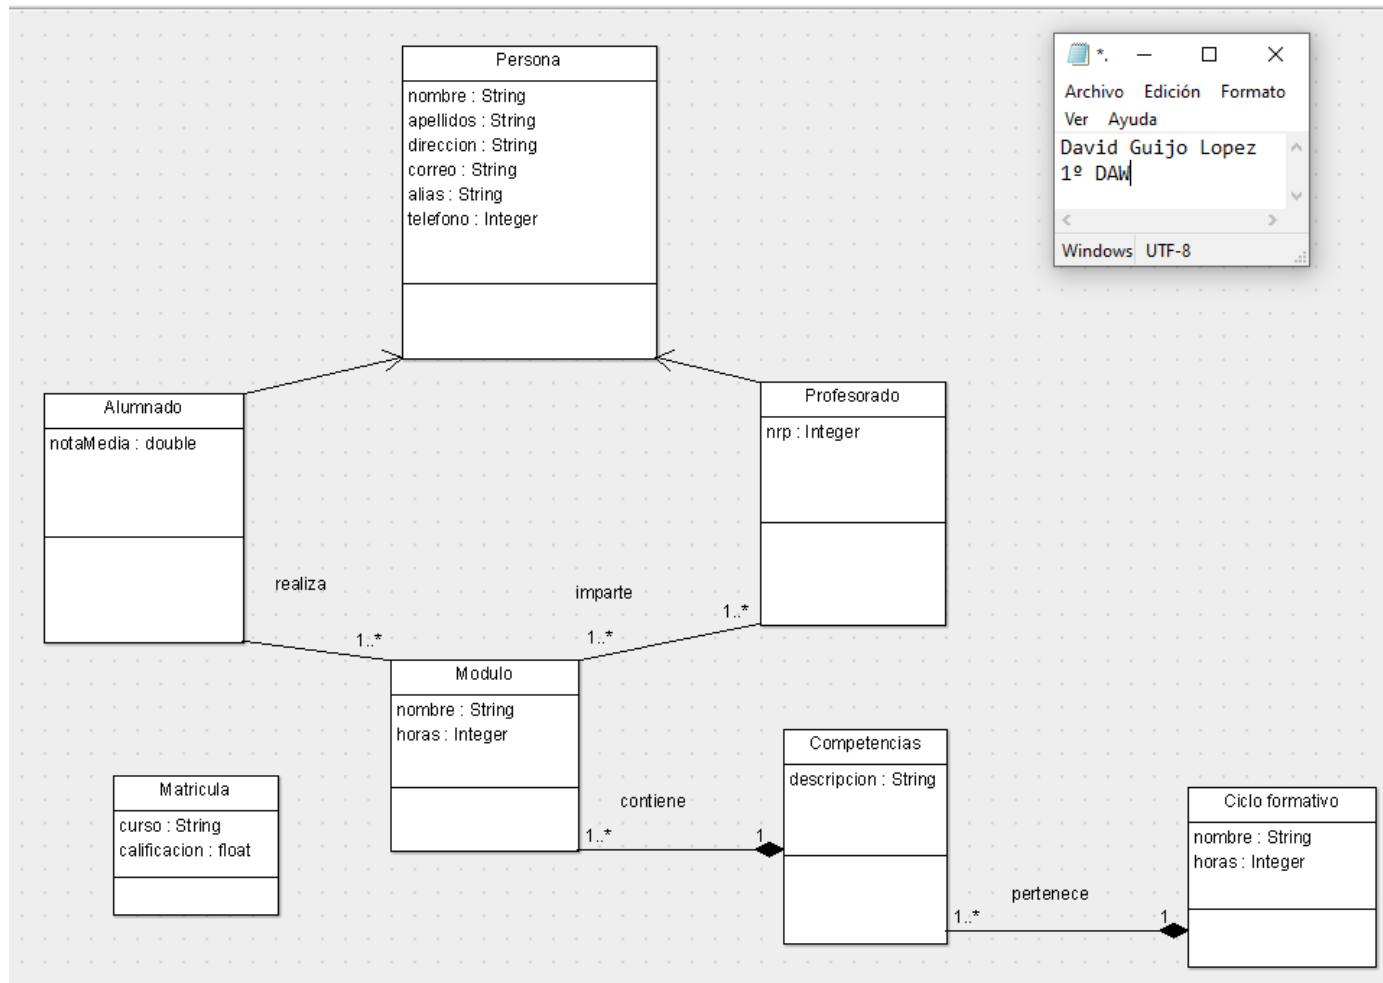 Persona
nombre : String
apellidos : String
direccion : String
correo : String
alias : String
telefono : Integer
*.
Archivo Edición Formato
Ver Ayuda
David Guijo Lopez
1º DAW
Windows UTF-8
Alumnado
notaMedia : double
Profesorado
nrp : Integer
realiza
1..*
imparte
1..*
1..*
Modulo
nombre : String
horas : Integer
Matricula
curso : String
calificacion : float
contiene
1..*
1
Competencias
descripcion : String
pertenece
1..*
1
Ciclo formativo
nombre : String
horas : Integer